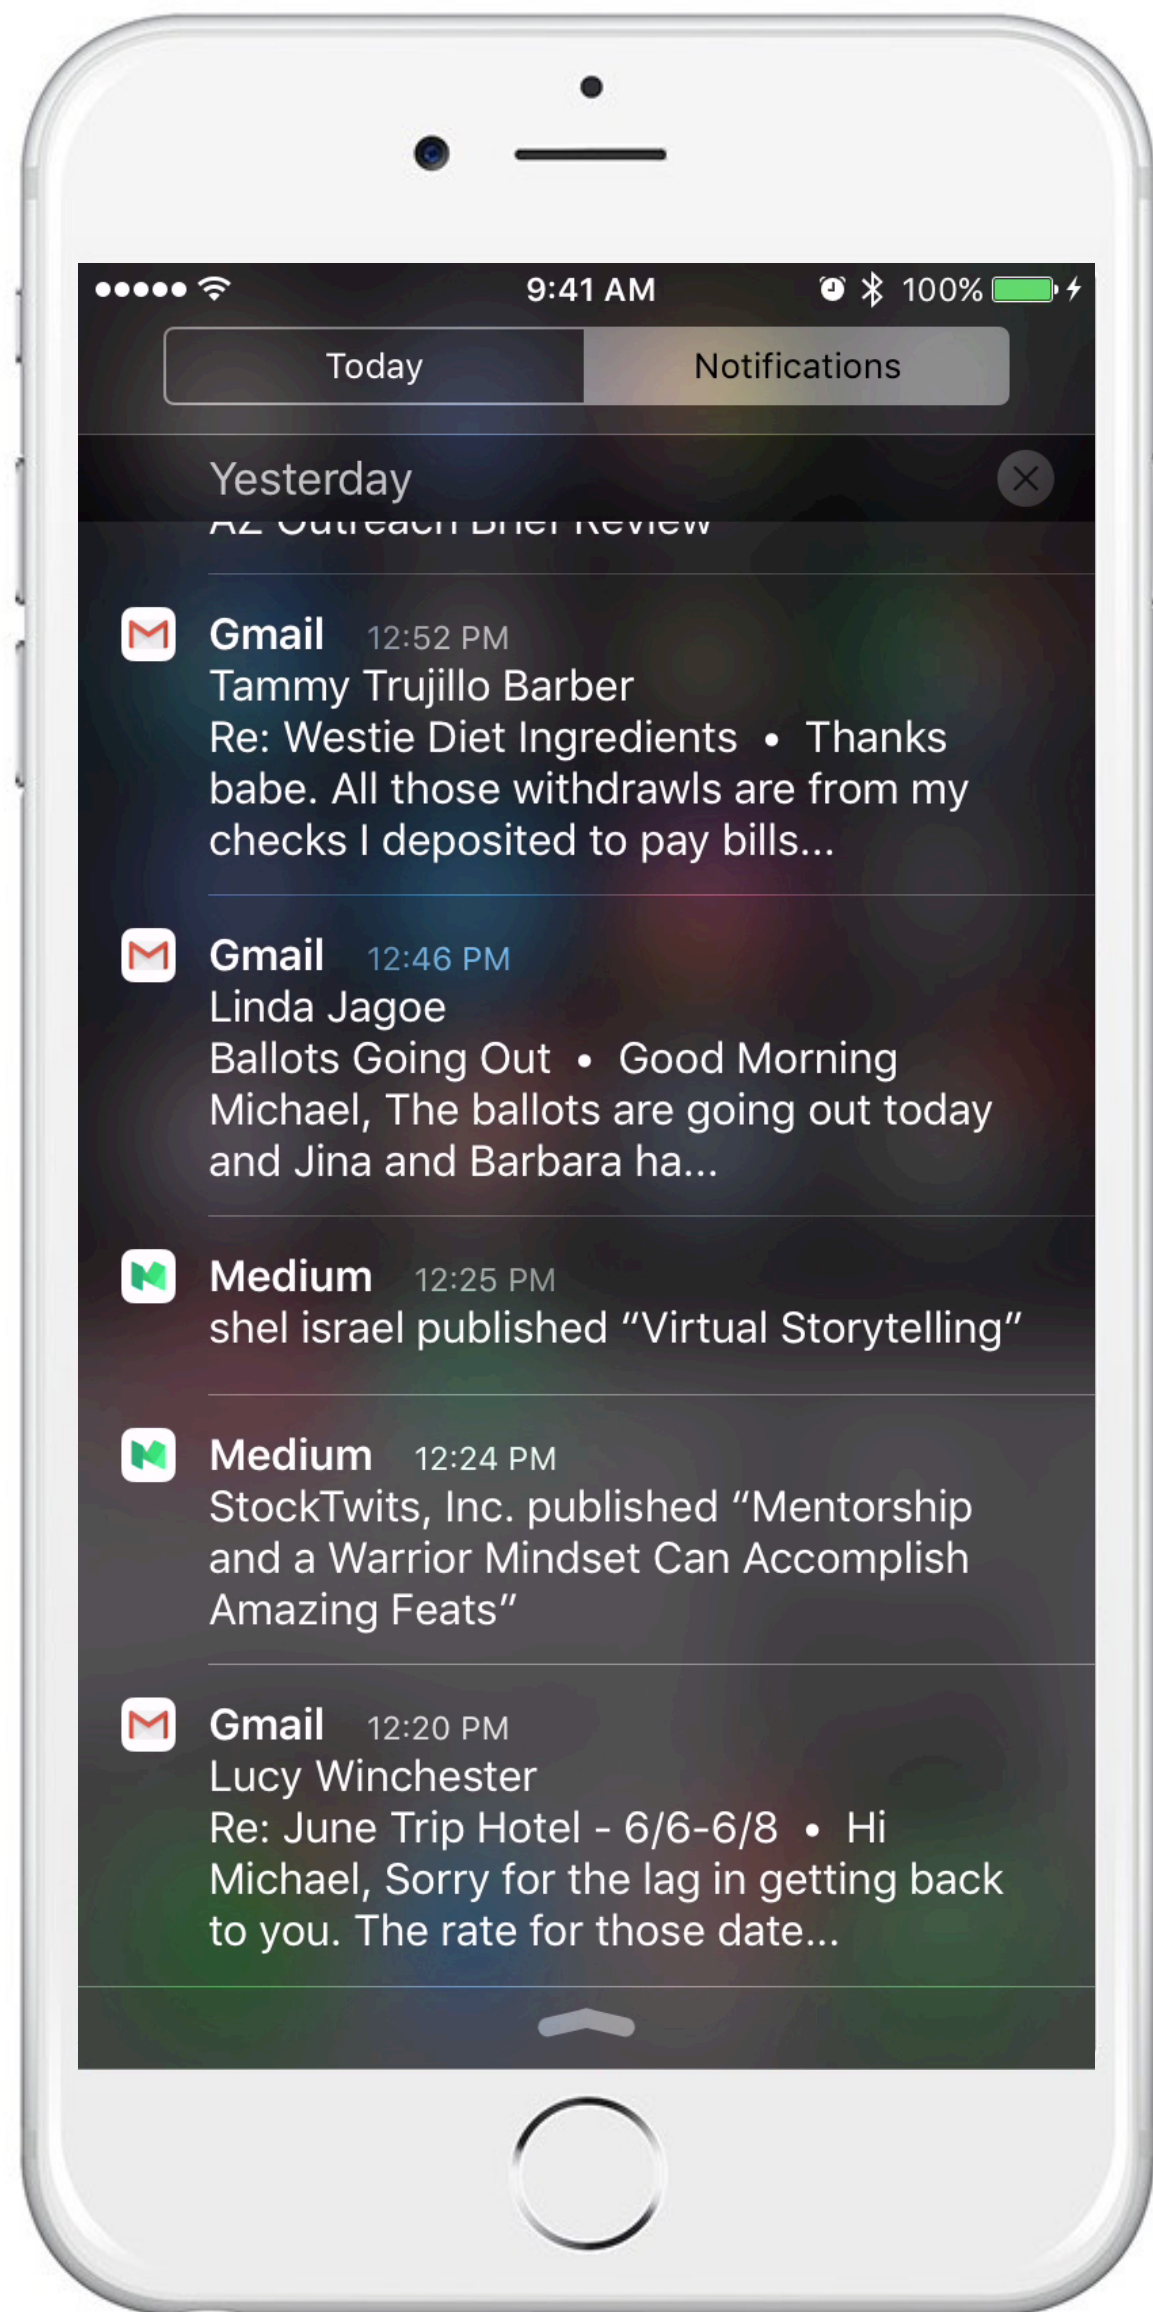 9:41 AM 100%
Today Notifications
Yesterday
AZ Outreach Brief Review
Gmail 12:52 PM
Tammy Trujillo Barber
Re: Westie Diet Ingredients • Thanks
babe. All those withdrawls are from my
checks I deposited to pay bills...
Gmail 12:46 PM
Linda Jagoe
Ballots Going Out • Good Morning
Michael, The ballots are going out today
and Jina and Barbara ha...
Medium 12:25 PM
shel israel published “Virtual Storytelling”
Medium 12:24 PM
StockTwits, Inc. published “Mentorship
and a Warrior Mindset Can Accomplish
Amazing Feats”
Gmail 12:20 PM
Lucy Winchester
Re: June Trip Hotel - 6/6-6/8 • Hi
Michael, Sorry for the lag in getting back
to you. The rate for those date...